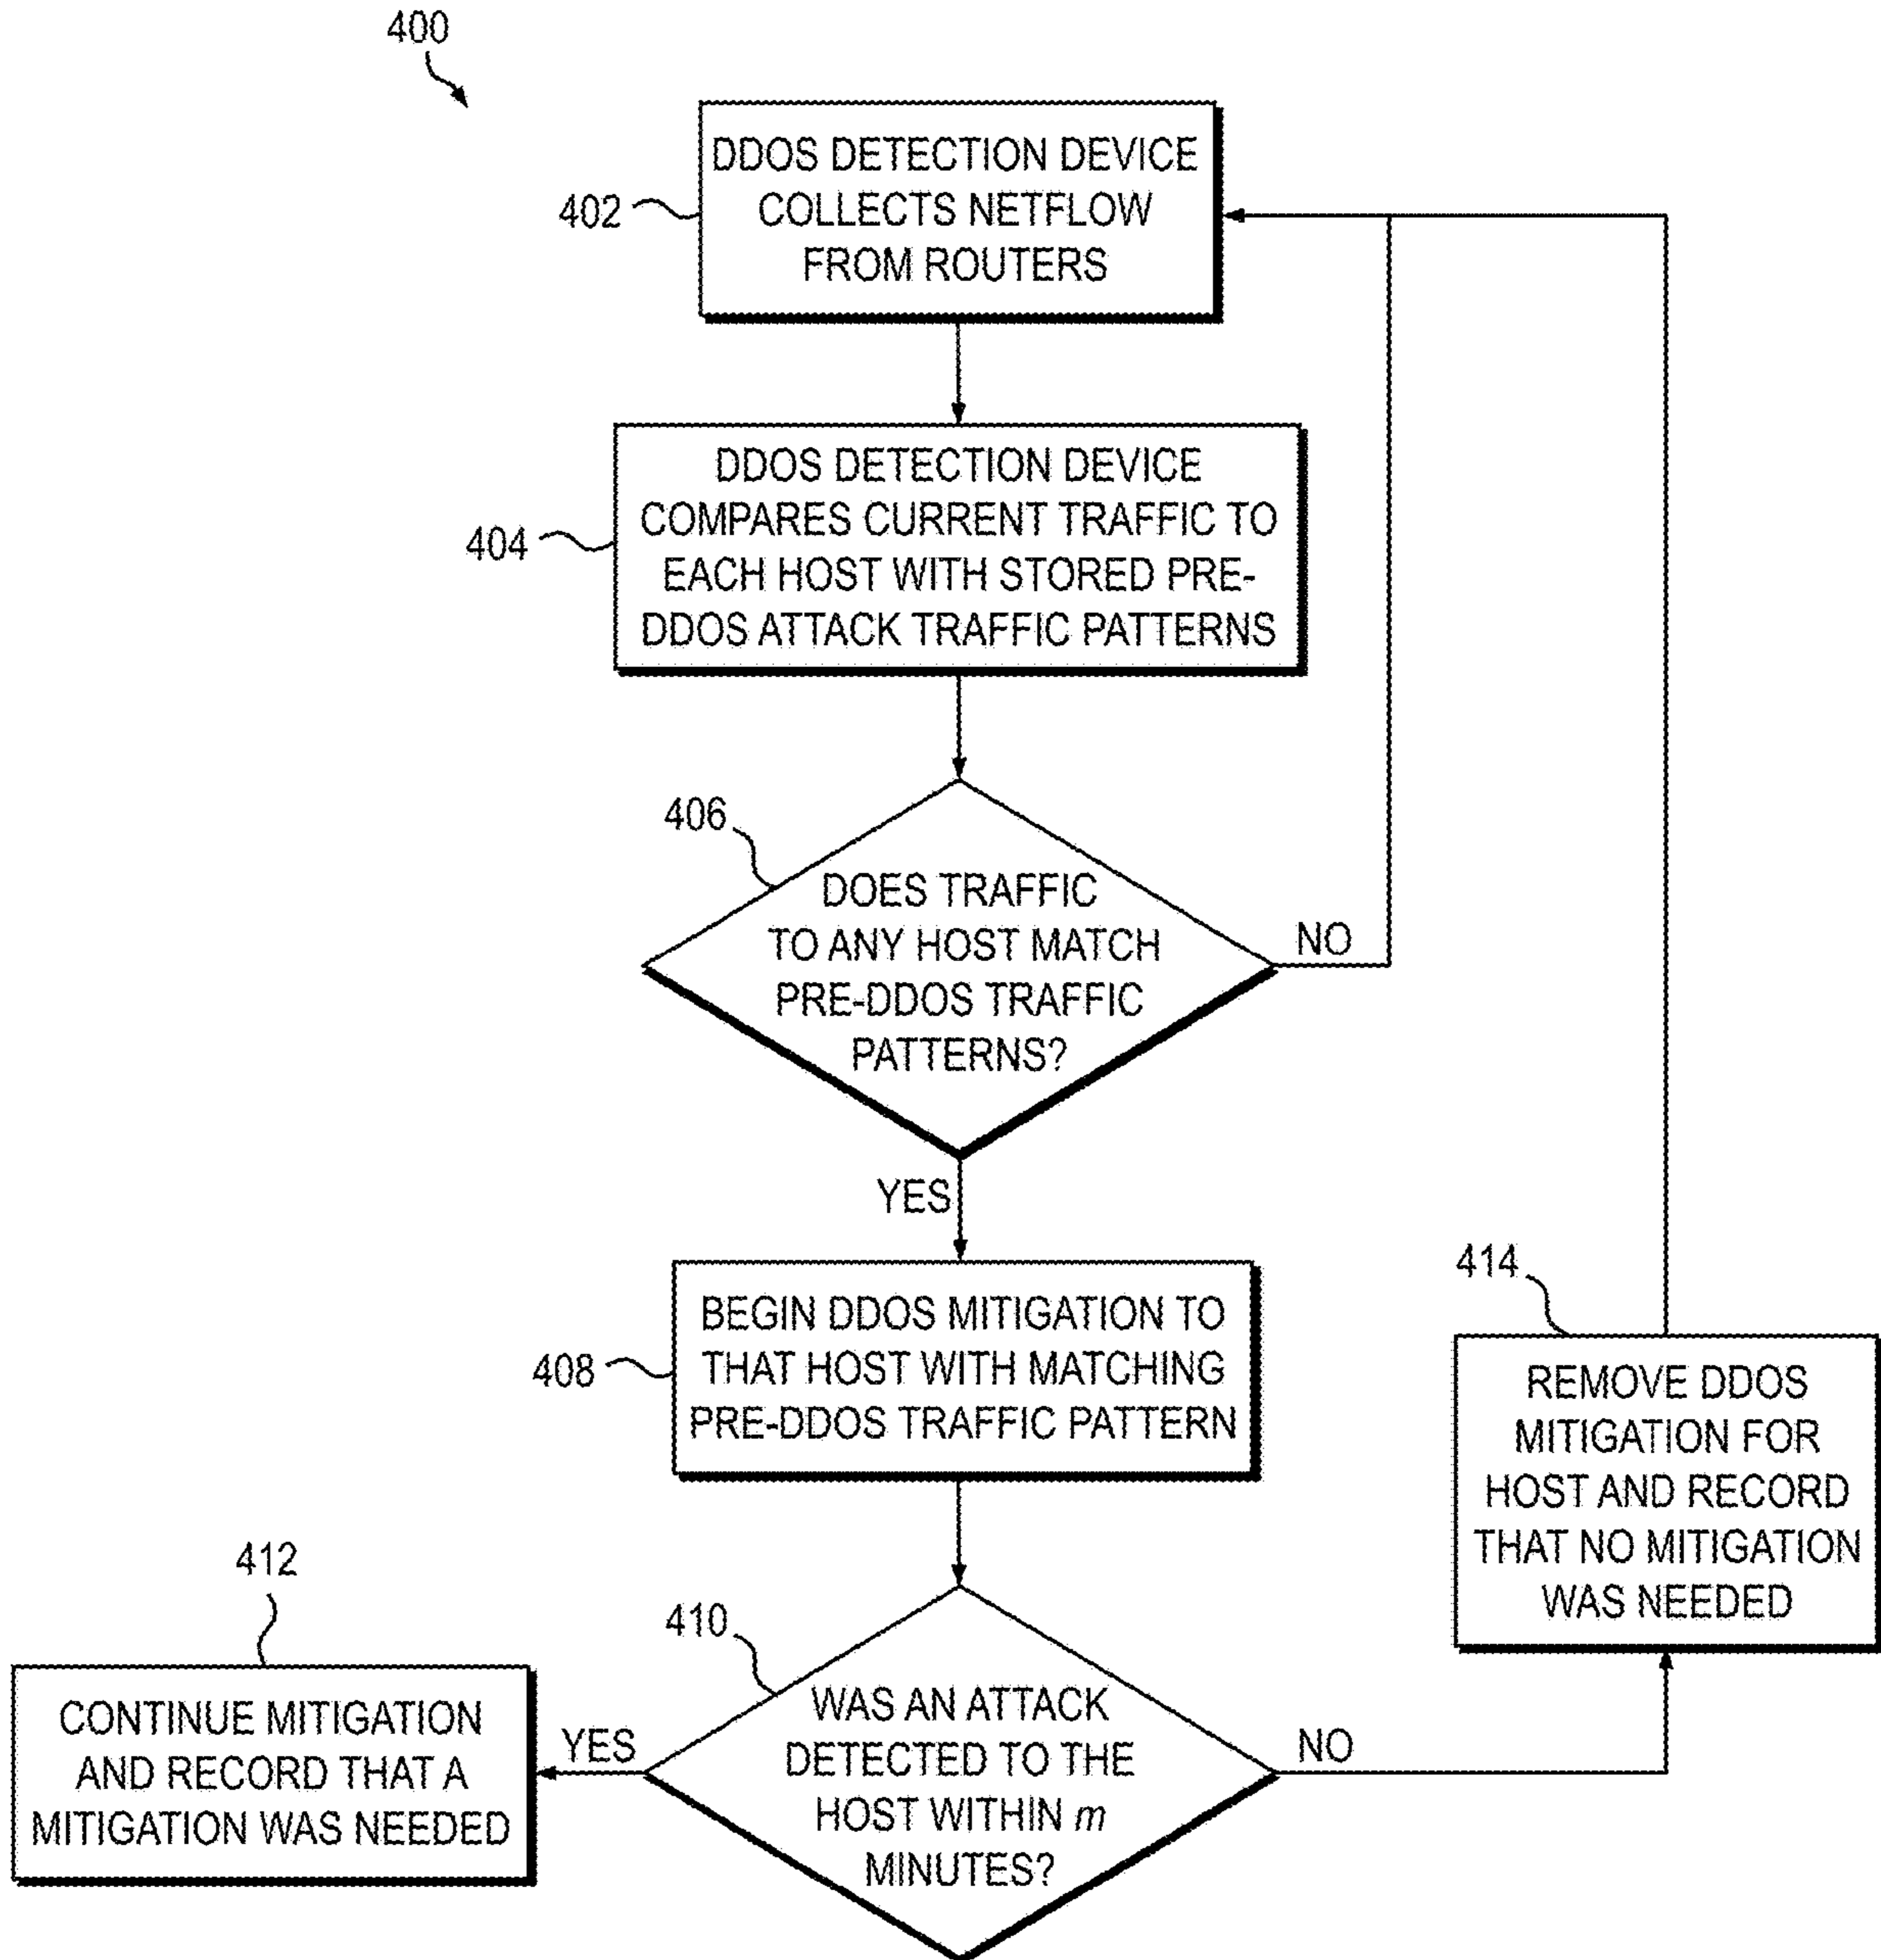 400
DDOS DETECTION DEVICE
COLLECTS NETFLOW
FROM ROUTERS
402
DDOS DETECTION DEVICE
COMPARES CURRENT TRAFFIC TO
EACH HOST WITH STORED PRE-
DDOS ATTACK TRAFFIC PATTERNS
404
406
DOES TRAFFIC
TO ANY HOST MATCH
PRE-DDOS TRAFFIC
PATTERNS?
NO
YES
BEGIN DDOS MITIGATION TO
THAT HOST WITH MATCHING
PRE-DDOS TRAFFIC PATTERN
408
414
REMOVE DDOS
MITIGATION FOR
HOST AND RECORD
THAT NO MITIGATION
WAS NEEDED
412
CONTINUE MITIGATION
AND RECORD THAT A
MITIGATION WAS NEEDED
YES
410
WAS AN ATTACK
DETECTED TO THE
HOST WITHIN m
MINUTES?
NO